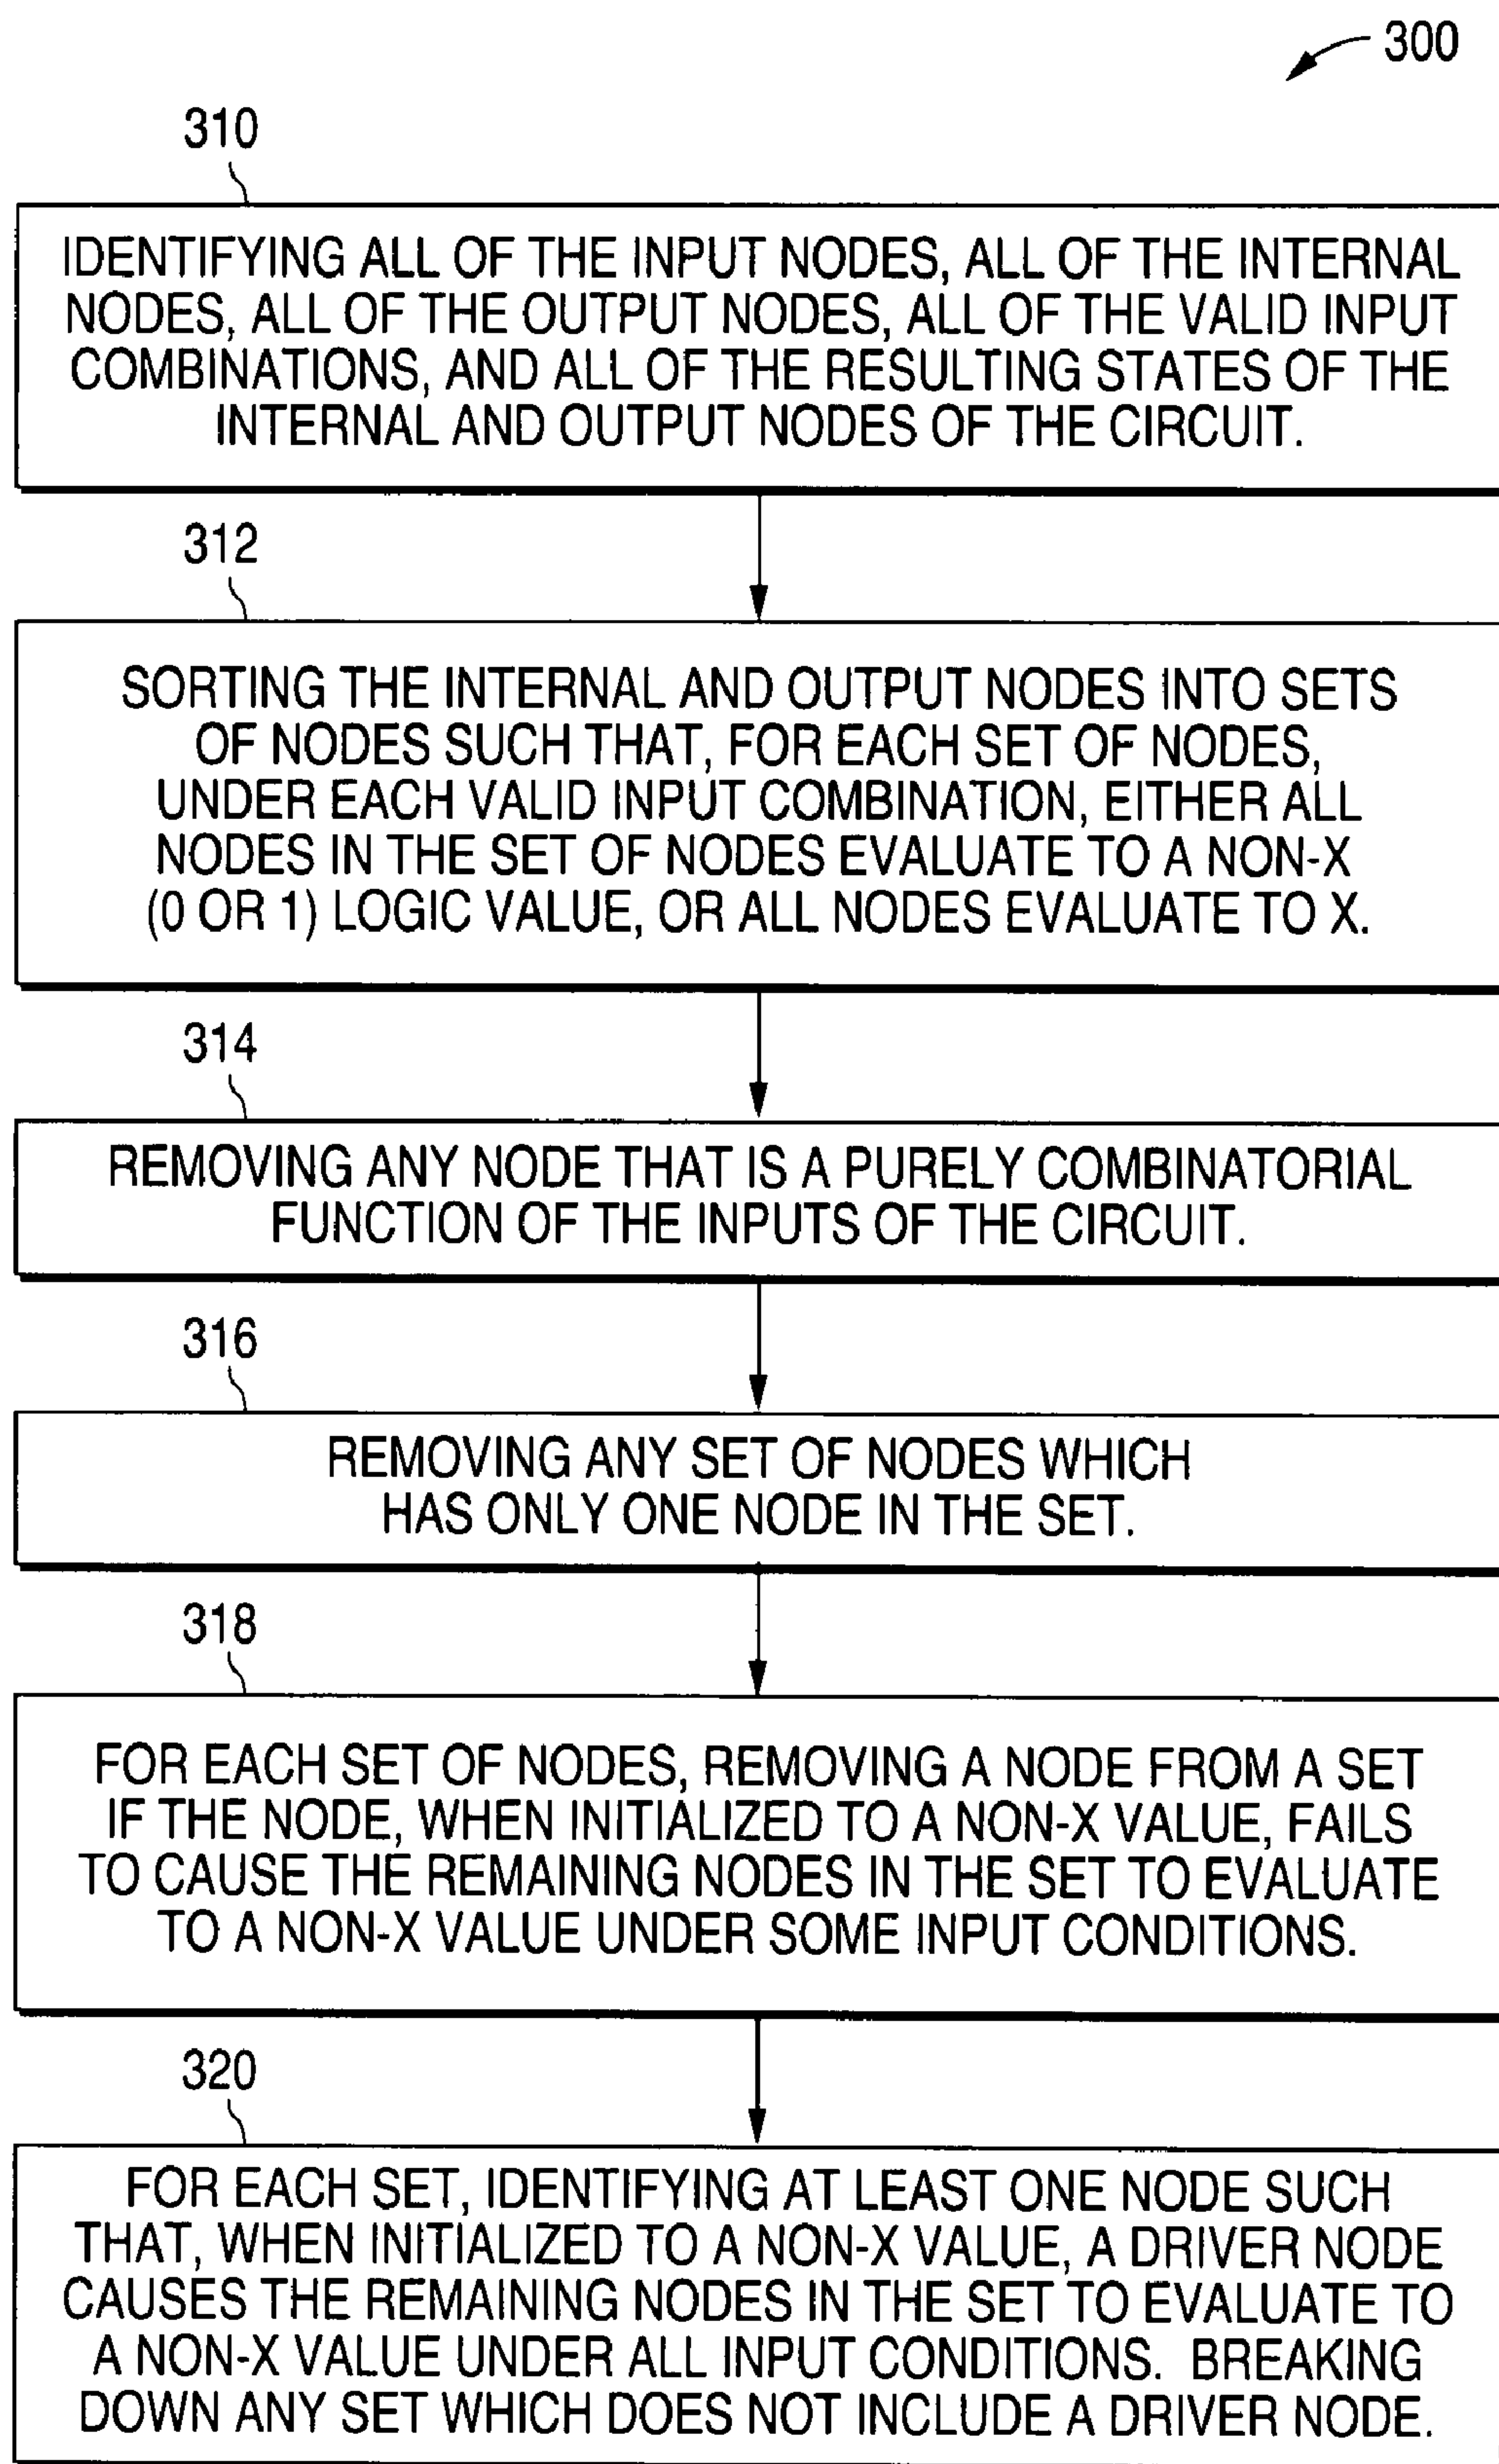 300
310
IDENTIFYING ALL OF THE INPUT NODES, ALL OF THE INTERNAL
NODES, ALL OF THE OUTPUT NODES, ALL OF THE VALID INPUT
COMBINATIONS, AND ALL OF THE RESULTING STATES OF THE
INTERNAL AND OUTPUT NODES OF THE CIRCUIT.
312
SORTING THE INTERNAL AND OUTPUT NODES INTO SETS
OF NODES SUCH THAT, FOR EACH SET OF NODES,
UNDER EACH VALID INPUT COMBINATION, EITHER ALL
NODES IN THE SET OF NODES EVALUATE TO A NON-X
(0 OR 1) LOGIC VALUE, OR ALL NODES EVALUATE TO X.
314
REMOVING ANY NODE THAT IS A PURELY COMBINATORIAL
FUNCTION OF THE INPUTS OF THE CIRCUIT.
316
REMOVING ANY SET OF NODES WHICH
HAS ONLY ONE NODE IN THE SET.
318
FOR EACH SET OF NODES, REMOVING A NODE FROM A SET
IF THE NODE, WHEN INITIALIZED TO A NON-X VALUE, FAILS
TO CAUSE THE REMAINING NODES IN THE SET TO EVALUATE
TO A NON-X VALUE UNDER SOME INPUT CONDITIONS.
320
FOR EACH SET, IDENTIFYING AT LEAST ONE NODE SUCH
THAT, WHEN INITIALIZED TO A NON-X VALUE, A DRIVER NODE
CAUSES THE REMAINING NODES IN THE SET TO EVALUATE TO
A NON-X VALUE UNDER ALL INPUT CONDITIONS. BREAKING
DOWN ANY SET WHICH DOES NOT INCLUDE A DRIVER NODE.